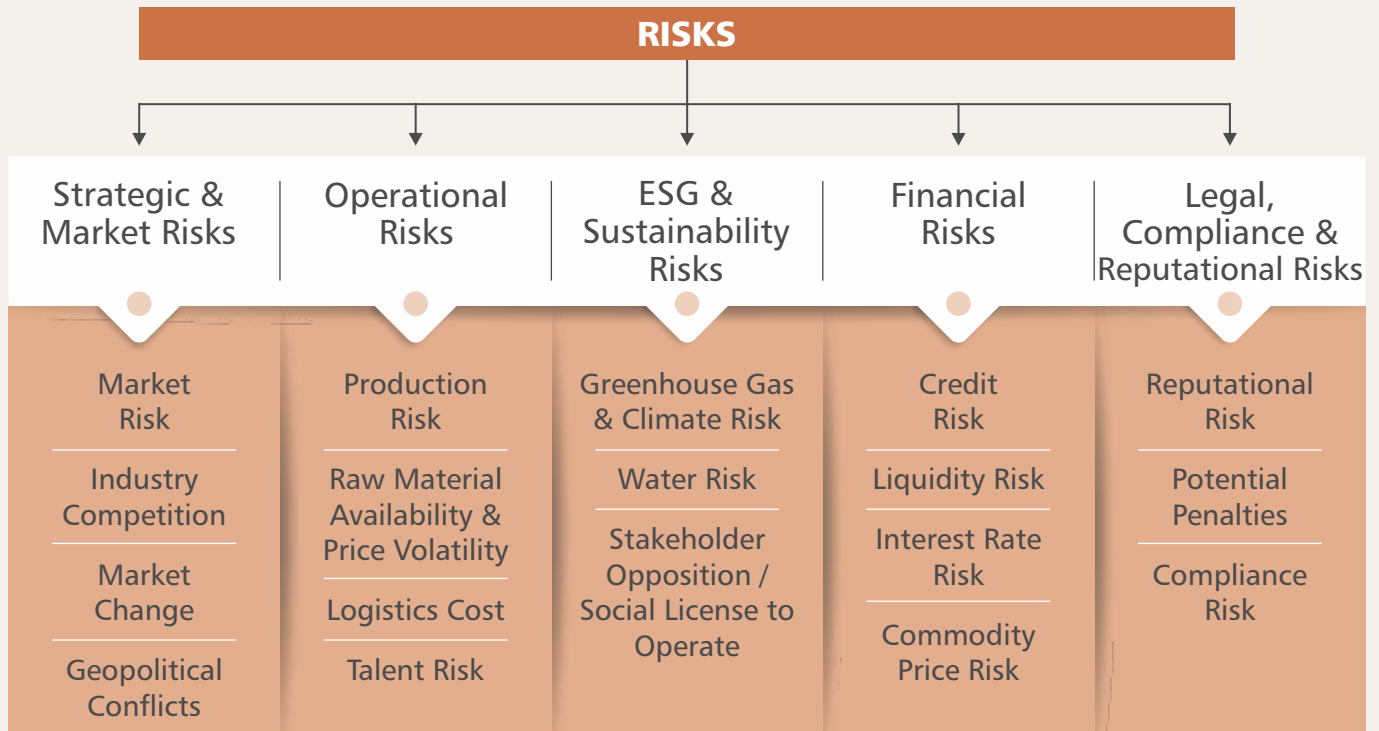 RISKS
Strategic &
Market Risks
Operational
Risks
ESG &
Sustainability
Risks
Financial
Risks
Legal,
Compliance &
Reputational Risks
Market
Risk
Industry
Competition
Market
Change
Geopolitical
Conflicts
Production
Risk
Raw Material
Availability &
Price Volatility
Logistics Cost
Talent Risk
Greenhouse Gas
& Climate Risk
Water Risk
Stakeholder
Opposition /
Social License to
Operate
Credit
Risk
Liquidity Risk
Interest Rate
Risk
Commodity
Price Risk
Reputational
Risk
Potential
Penalties
Compliance
Risk